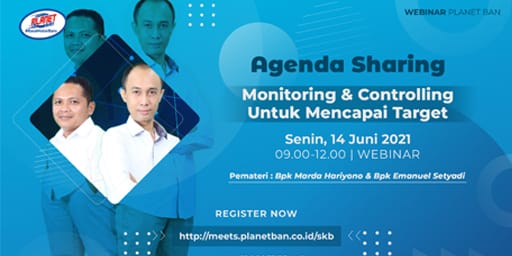 WEBINAR PLANET BAN
PLANET
Agenda Sharing
Monitoring & Controlling
Untuk Mencapai Target
Senin, 14 Juni 2021
09.00-12.00 | WEBINAR
Pemateri : Bpk Marda Hariyono & Bpk Emanuel Setyadi
REGISTER NOW
http://meets.planetban.co.id/skb